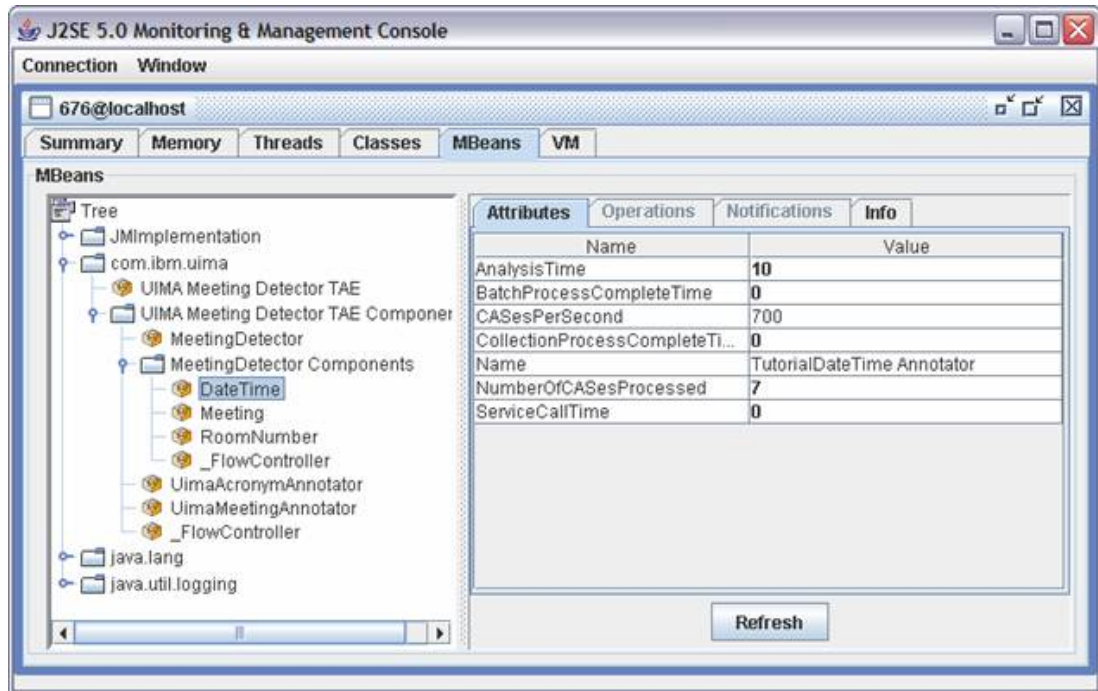 J2SE 5.0 Monitoring & Management Console
Connection Window
676@localhost
Summary Memory Threads Classes MBeans VM
MBeans
Tree
JMImplementation
com.ibm.uima
UIMA Meeting Detector TAE
UIMA Meeting Detector TAE Componer
MeetingDetector
MeetingDetector Components
DateTime
Meeting
RoomNumber
_FlowController
UimaAcronymAnnotator
UimaMeetingAnnotator
_FlowController
java.lang
java.util.logging
Attributes Operations Notifications Info
Name Value
AnalysisTime 10
BatchProcessCompleteTime 0
CASesPerSecond 700
CollectionProcessCompleteTi... 0
Name TutorialDateTime Annotator
NumberOfCASesProcessed 7
ServiceCallTime 0
Refresh